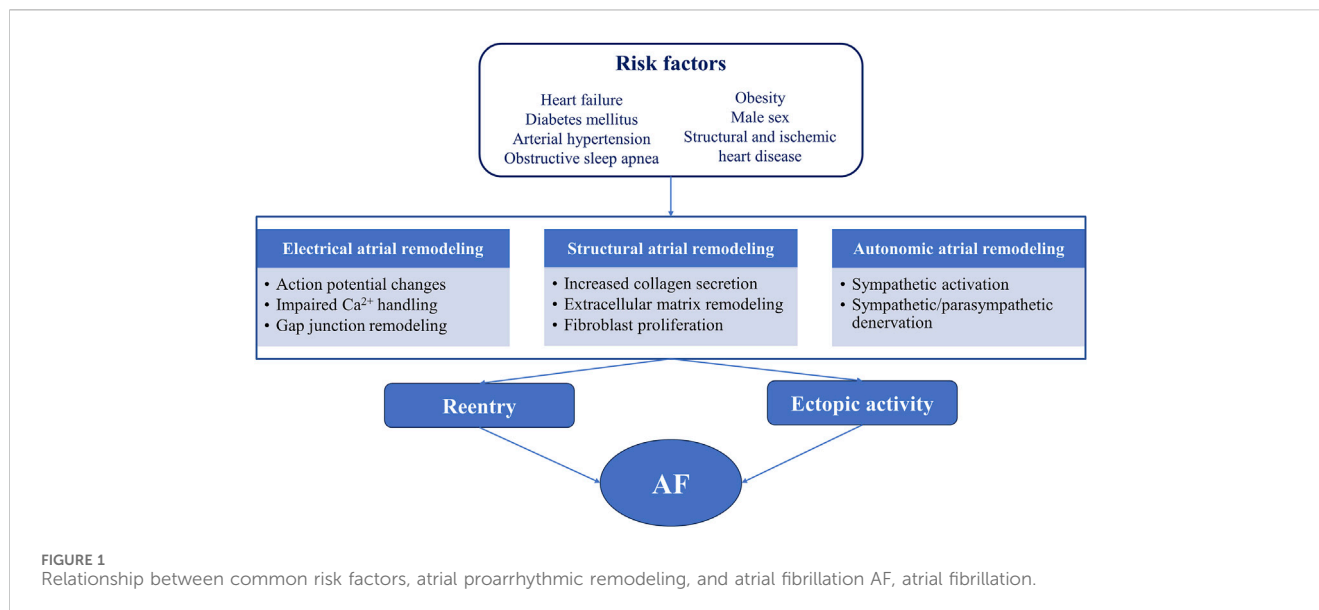 Risk factors
Heart failure
Diabetes mellitus
Arterial hypertension
Obstructive sleep apnea
Obesity
Male sex
Structural and ischemic
heart disease
Electrical atrial remodeling
• Action potential changes
• Impaired Ca²⁺ handling
• Gap junction remodeling
Structural atrial remodeling
• Increased collagen secretion
• Extracellular matrix remodeling
• Fibroblast proliferation
Autonomic atrial remodeling
• Sympathetic activation
• Sympathetic/parasympathetic
denervation
Reentry
Ectopic activity
AF
FIGURE 1
Relationship between common risk factors, atrial proarrhythmic remodeling, and atrial fibrillation AF, atrial fibrillation.